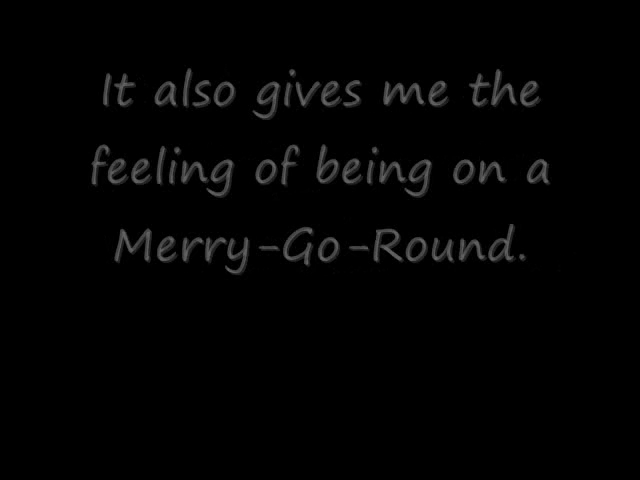 It also gives me the
feeling of being on a
Merry-Go-Round.